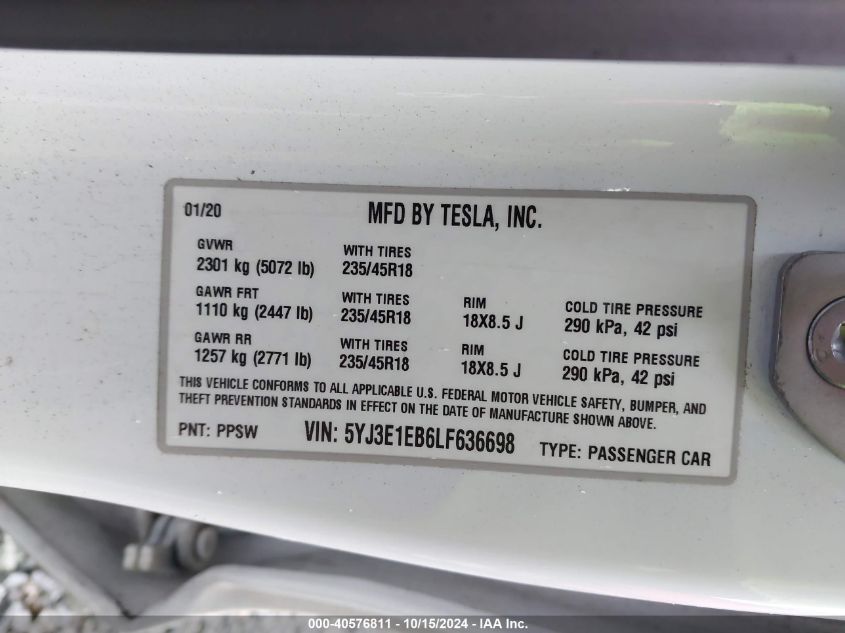 01/20 MFD BY TESLA, INC.
GVWR WITH TIRES
2301 kg (5072 lb) 235/45R18
GAWR FRT WITH TIRES RIM COLD TIRE PRESSURE
1110 kg (2447 lb) 235/45R18 18X8.5 J 290 kPa, 42 psi
GAWR RR WITH TIRES RIM COLD TIRE PRESSURE
1257 kg (2771 lb) 235/45R18 18X8.5 J 290 kPa, 42 psi
THIS VEHICLE CONFORMS TO ALL APPLICABLE U.S. FEDERAL MOTOR VEHICLE SAFETY, BUMPER, AND
THEFT PREVENTION STANDARDS IN EFFECT ON THE DATE OF MANUFACTURE SHOWN ABOVE.
PNT: PPSW VIN: 5YJ3E1EB6LF636698 TYPE: PASSENGER CAR
000-40576811 - 10/15/2024 - IAA Inc.